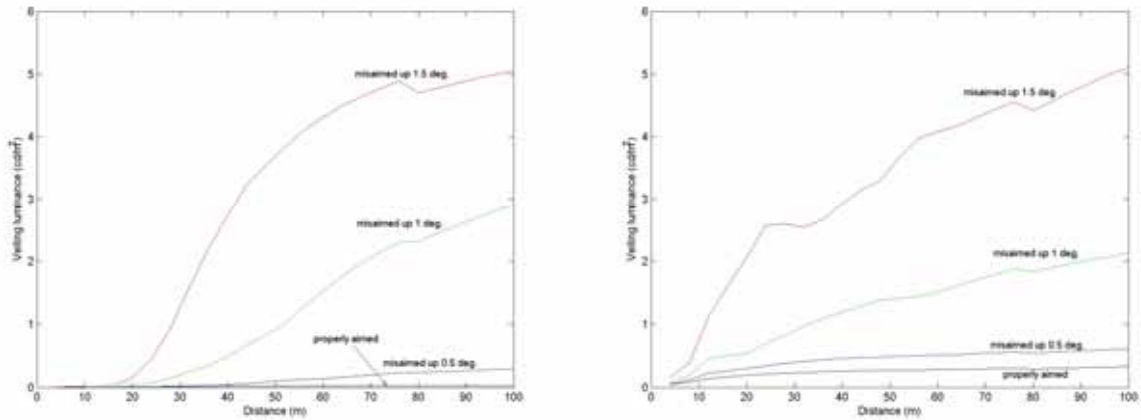 6
5
4
3
2
1
0
0 10 20 30 40 50 60 70 80 90 100
Veiling luminance (cd/m²)
Distance (m)
misaimed up 1.5 deg.
misaimed up 1 deg.
properly aimed
misaimed up 0.5 deg.
6
5
4
3
2
1
0
0 10 20 30 40 50 60 70 80 90 100
Veiling luminance (cd/m²)
Distance (m)
misaimed up 1.5 deg.
misaimed up 1 deg.
misaimed up 0.5 deg.
properly aimed